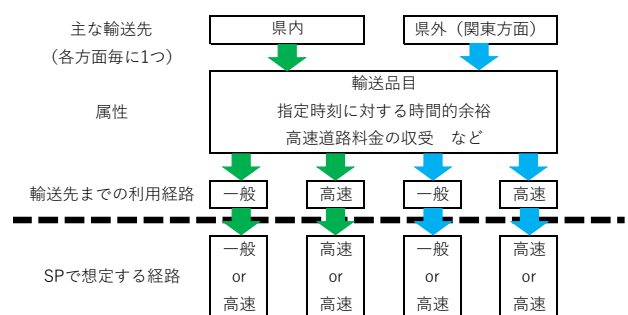 主な輸送先
(各方面毎に1つ)
県内
県外（関東方面）
属性
輸送品目
指定時刻に対する時間的余裕
高速道路料金の収受　など
輸送先までの利用経路
一般
高速
一般
高速
SPで想定する経路
一般
or
高速
高速
or
高速
一般
or
高速
高速
or
高速